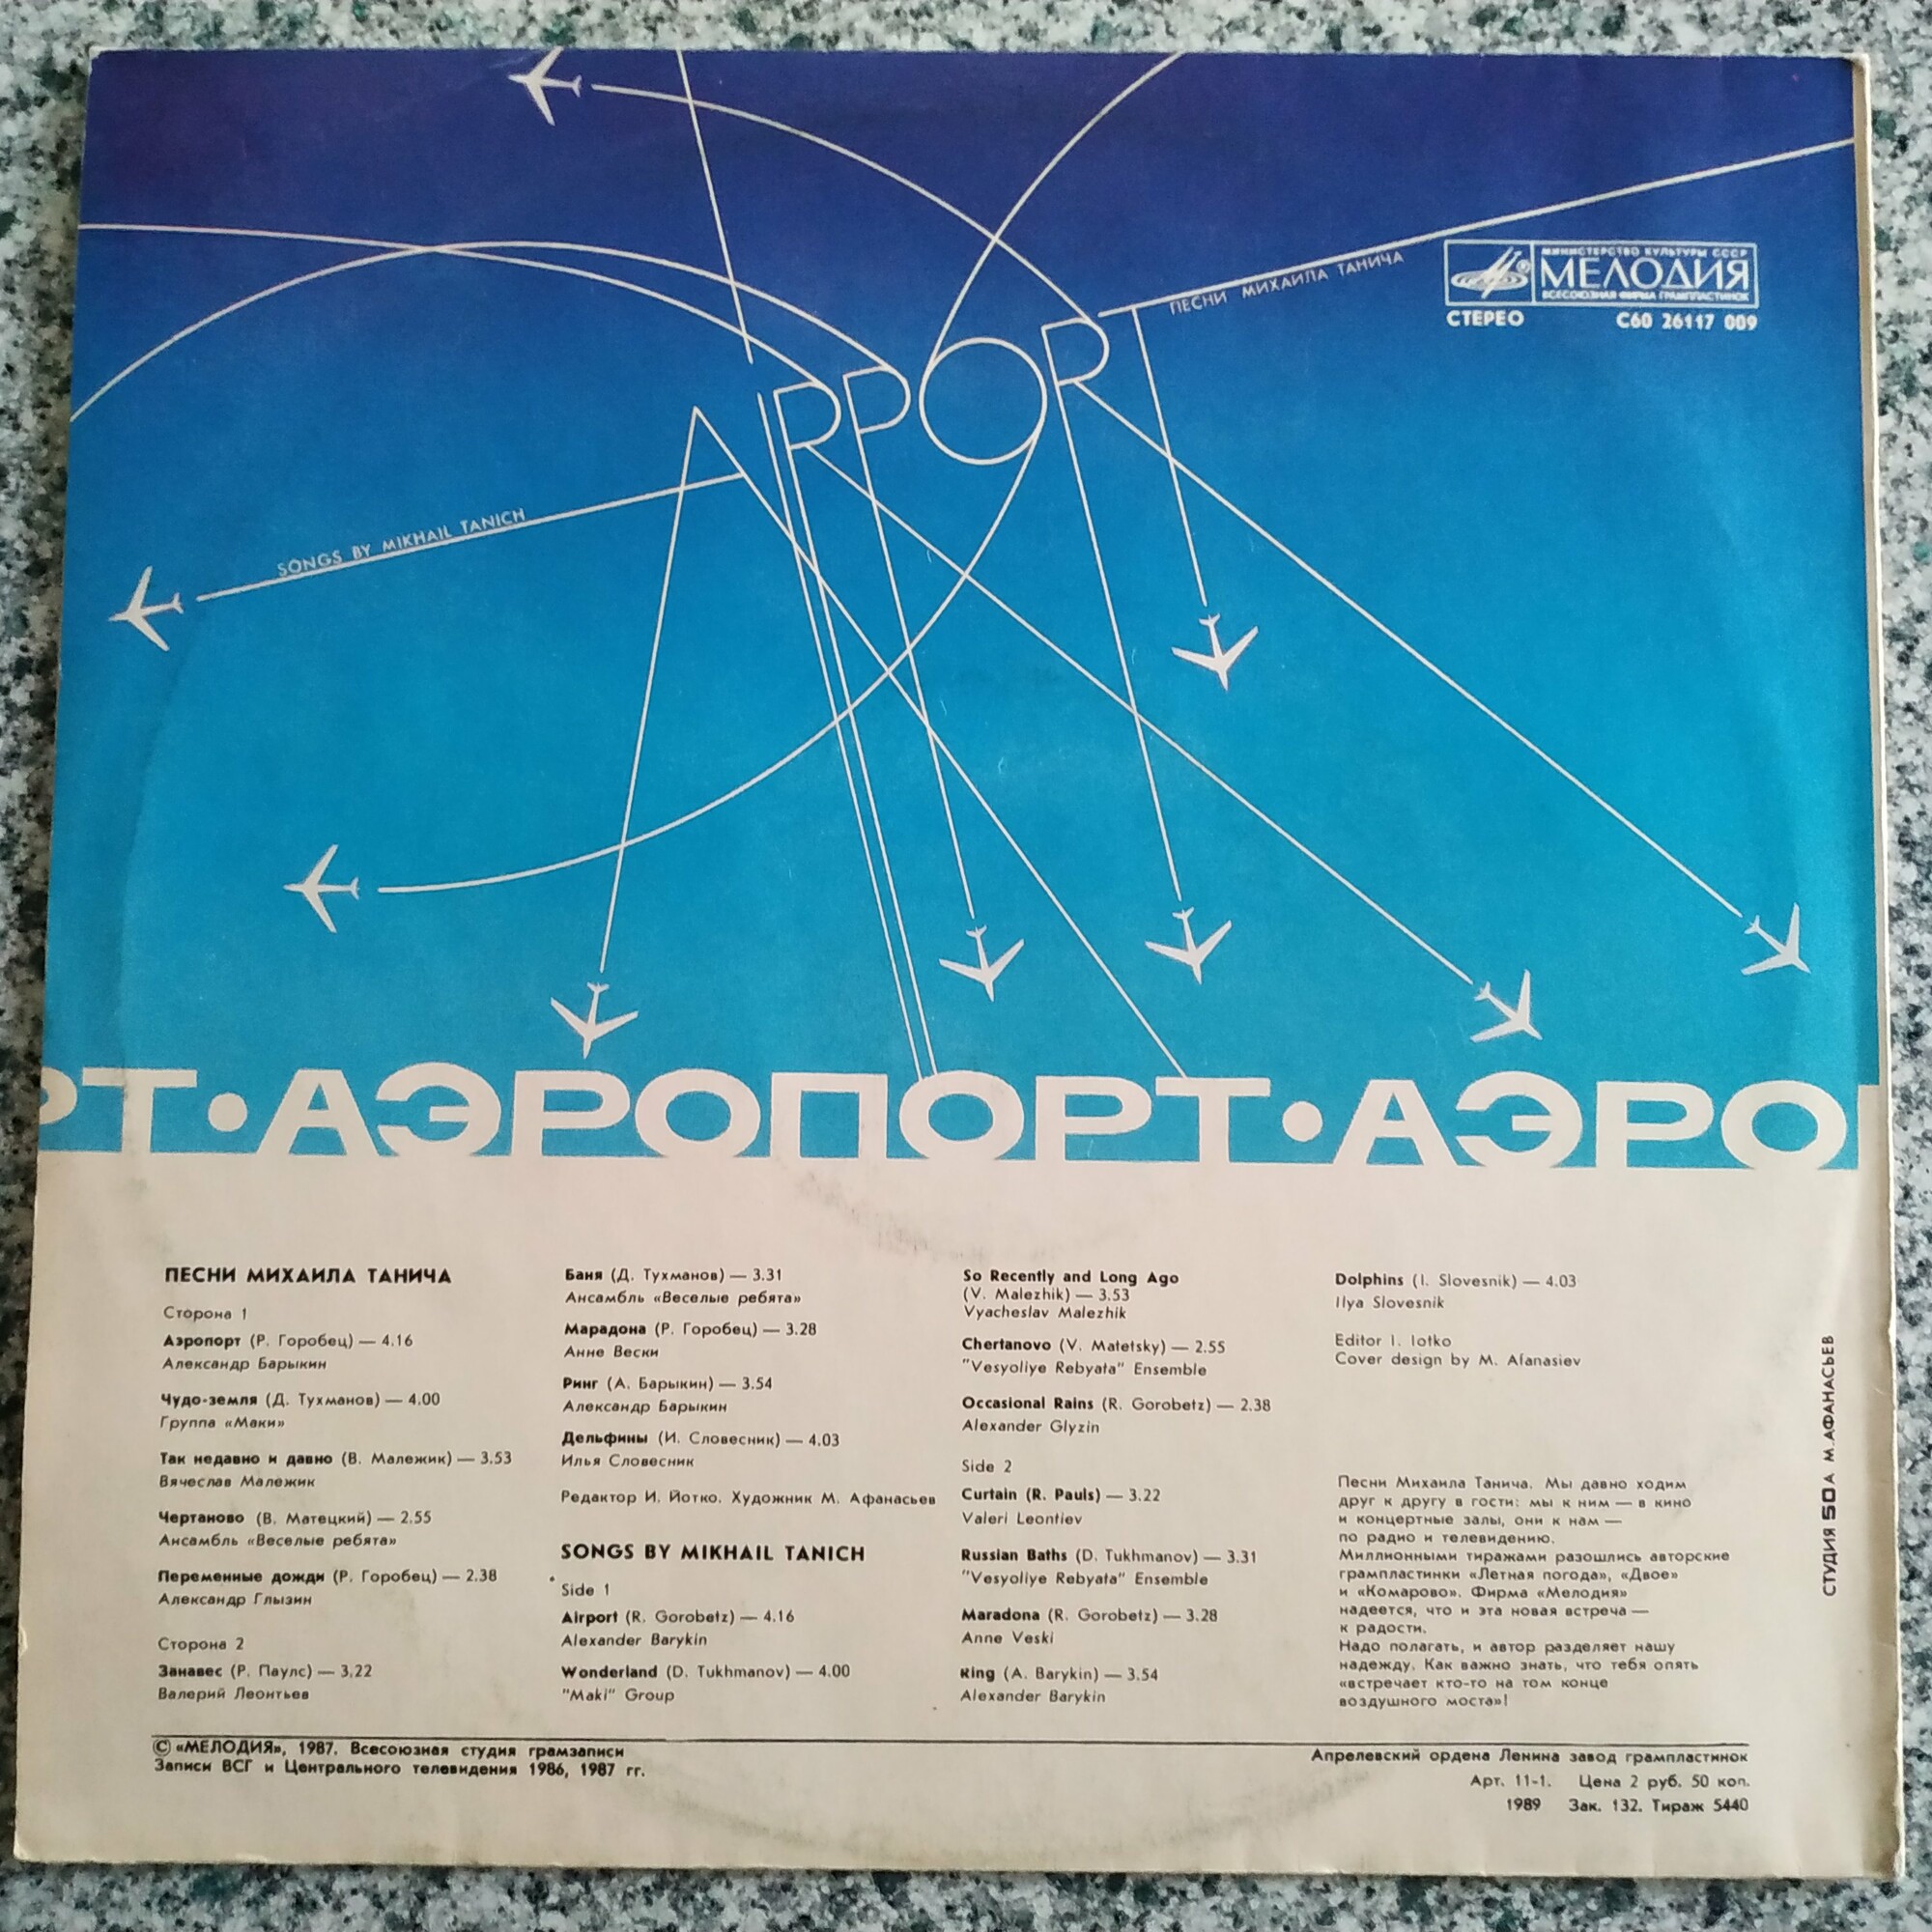 AIRPORT
ПЕСНИ МИХАИЛА ТАНИЧА
SONGS BY MIKHAIL TANICH
МИНИСТЕРСТВО КУЛЬТУРЫ СССР
МЕЛОДИЯ
ВСЕСОЮЗНАЯ ФИРМА ГРАМПЛАСТИНОК
СТЕРЕО С60 26117 009
РТ•АЭРОПОРТ•АЭРО
ПЕСНИ МИХАИЛА ТАНИЧА
Сторона 1
Аэропорт (Р. Горобец) — 4.16
Александр Барыкин
Чудо-земля (Д. Тухманов) — 4.00
Группа «Маки»
Так недавно и давно (В. Малежик) — 3.53
Вячеслав Малежик
Чертаново (В. Матецкий) — 2.55
Ансамбль «Веселые ребята»
Переменные дожди (Р. Горобец) — 2.38
Александр Глызин
Сторона 2
Занавес (Р. Паулс) — 3.22
Валерий Леонтьев
Баня (Д. Тухманов) — 3.31
Ансамбль «Веселые ребята»
Марадона (Р. Горобец) — 3.28
Анне Вески
Ринг (А. Барыкин) — 3.54
Александр Барыкин
Дельфины (И. Словесник) — 4.03
Илья Словесник
Редактор И. Йотко. Художник М. Афанасьев
SONGS BY MIKHAIL TANICH
Side 1
Airport (R. Gorobetz) — 4.16
Alexander Barykin
Wonderland (D. Tukhmanov) — 4.00
"Maki" Group
So Recently and Long Ago
(V. Malezhik) — 3.53
Vyacheslav Malezhik
Chertanovo (V. Matetsky) — 2.55
"Vesyoliye Rebyata" Ensemble
Occasional Rains (R. Gorobetz) — 2.38
Alexander Glyzin
Side 2
Curtain (R. Pauls) — 3.22
Valeri Leontiev
Russian Baths (D. Tukhmanov) — 3.31
"Vesyoliye Rebyata" Ensemble
Maradona (R. Gorobetz) — 3.28
Anne Veski
Ring (A. Barykin) — 3.54
Alexander Barykin
Dolphins (I. Slovesnik) — 4.03
Ilya Slovesnik
Editor I. Iotko
Cover design by M. Afanasiev
Песни Михаила Танича. Мы давно ходим
друг к другу в гости: мы к ним — в кино
и концертные залы, они к нам —
по радио и телевидению.
Миллионными тиражами разошлись авторские
грампластинки «Летная погода», «Двое»
и «Комарово». Фирма «Мелодия»
надеется, что и эта новая встреча —
к радости.
Надо полагать, и автор разделяет нашу
надежду. Как важно знать, что тебя опять
«встречает кто-то на том конце
воздушного моста»!
СТУДИЯ 50А М.АФАНАСЬЕВ
© «МЕЛОДИЯ», 1987. Всесоюзная студия грамзаписи
Записи ВСГ и Центрального телевидения 1986, 1987 гг.
Апрелевский ордена Ленина завод грампластинок
Арт. 11-1. Цена 2 руб. 50 коп.
1989 Зак. 132. Тираж 5440